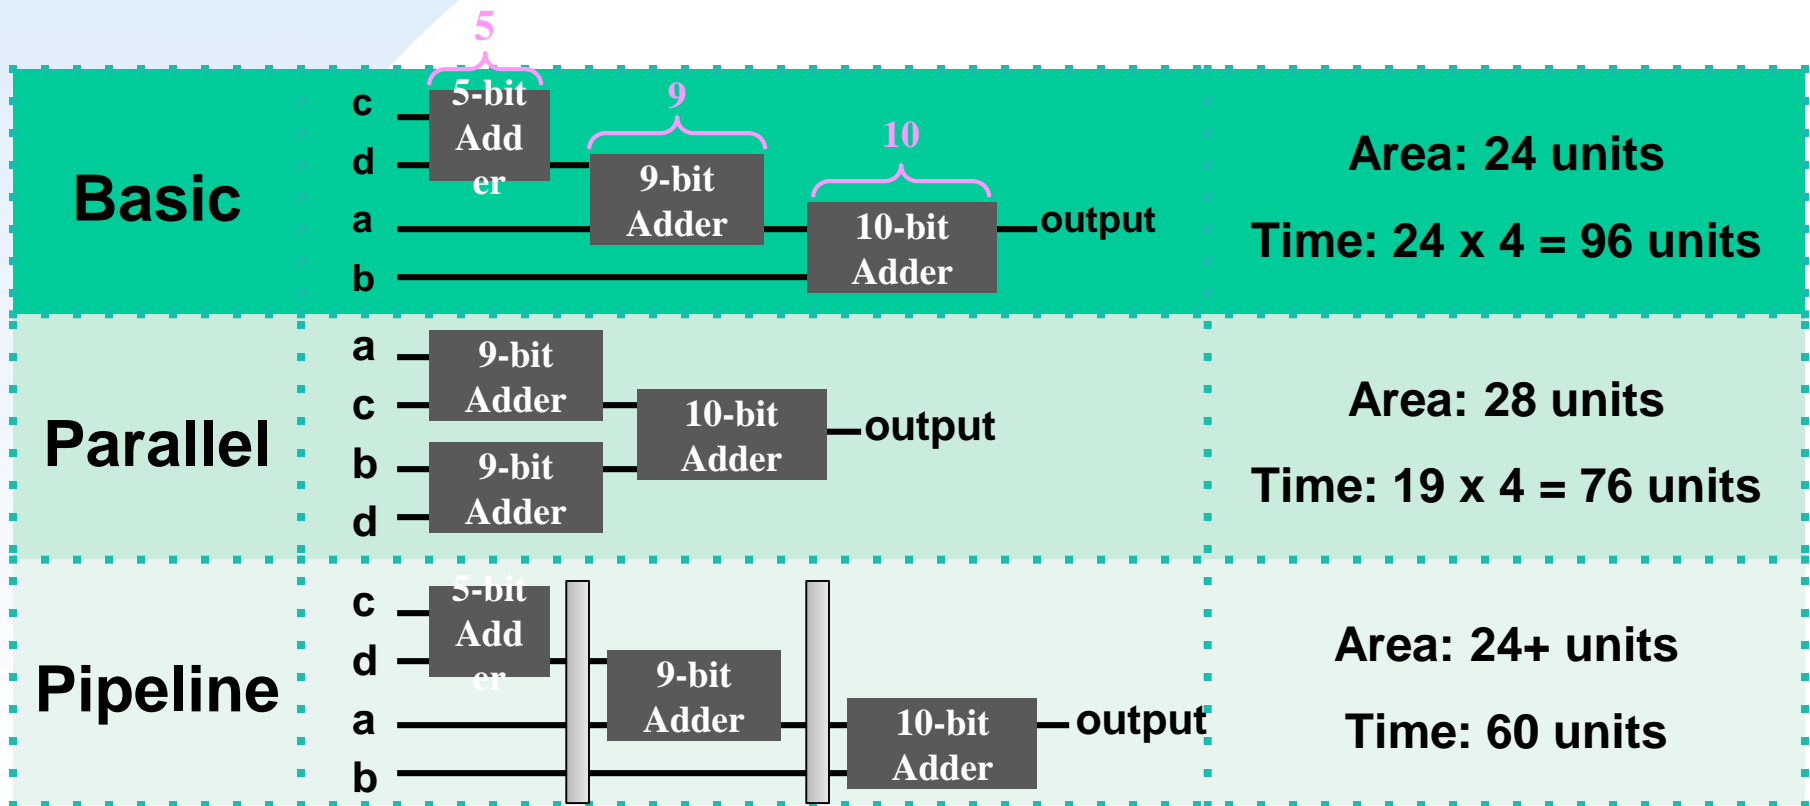 5
Basic
c
d
a
b
5-bit
Add
er
9
9-bit
Adder
10
10-bit
Adder
output
Area: 24 units
Time: 24 x 4 = 96 units
Parallel
a
c
b
d
9-bit
Adder
9-bit
Adder
10-bit
Adder
output
Area: 28 units
Time: 19 x 4 = 76 units
Pipeline
c
d
a
b
5-bit
Add
er
9-bit
Adder
10-bit
Adder
output
Area: 24+ units
Time: 60 units